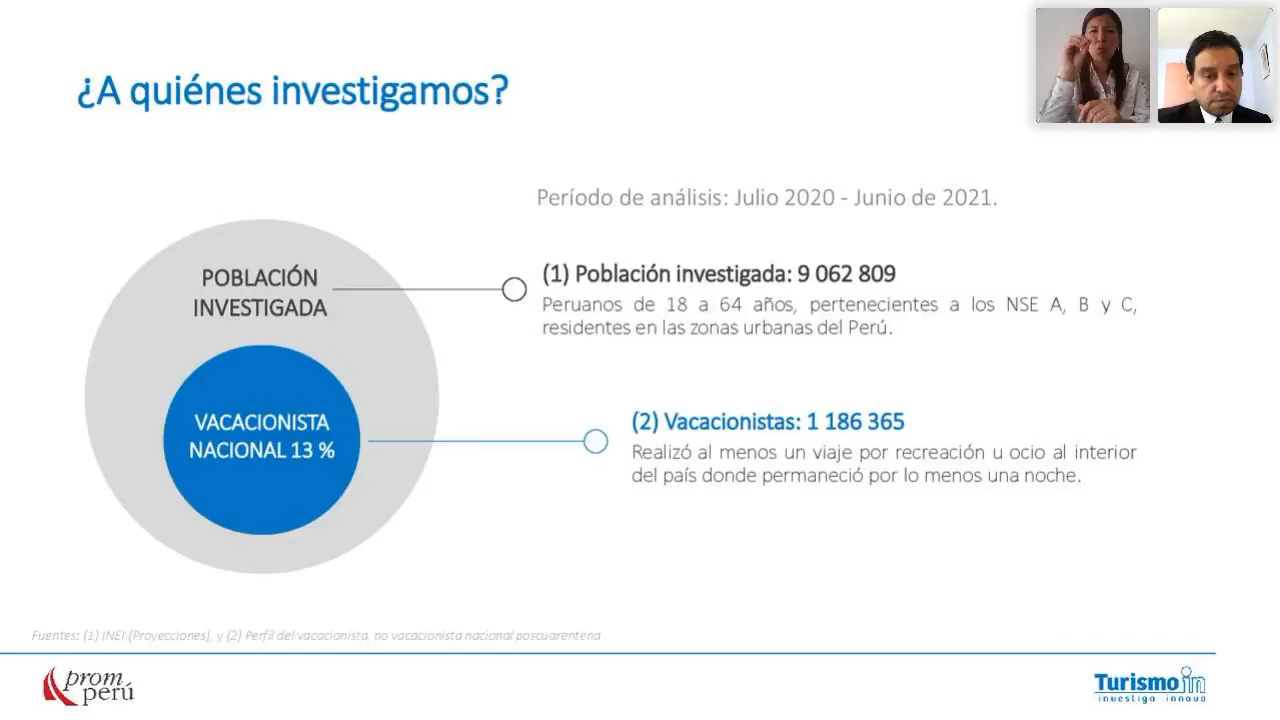 ¿A quiénes investigamos?
Período de análisis: Julio 2020 - Junio de 2021.
POBLACIÓN
INVESTIGADA
(1) Población investigada: 9 062 809
Peruanos de 18 a 64 años, pertenecientes a los NSE A, B y C,
residentes en las zonas urbanas del Perú.
VACACIONISTA
NACIONAL 13 %
(2) Vacacionistas: 1 186 365
Realizó al menos un viaje por recreación u ocio al interior
del país donde permaneció por lo menos una noche.
Fuentes: (1) INEI (Proyecciones), y (2) Perfil del vacacionista, no vacacionista nacional poscuarentena
prom
perú
Turismo in
investiga innova